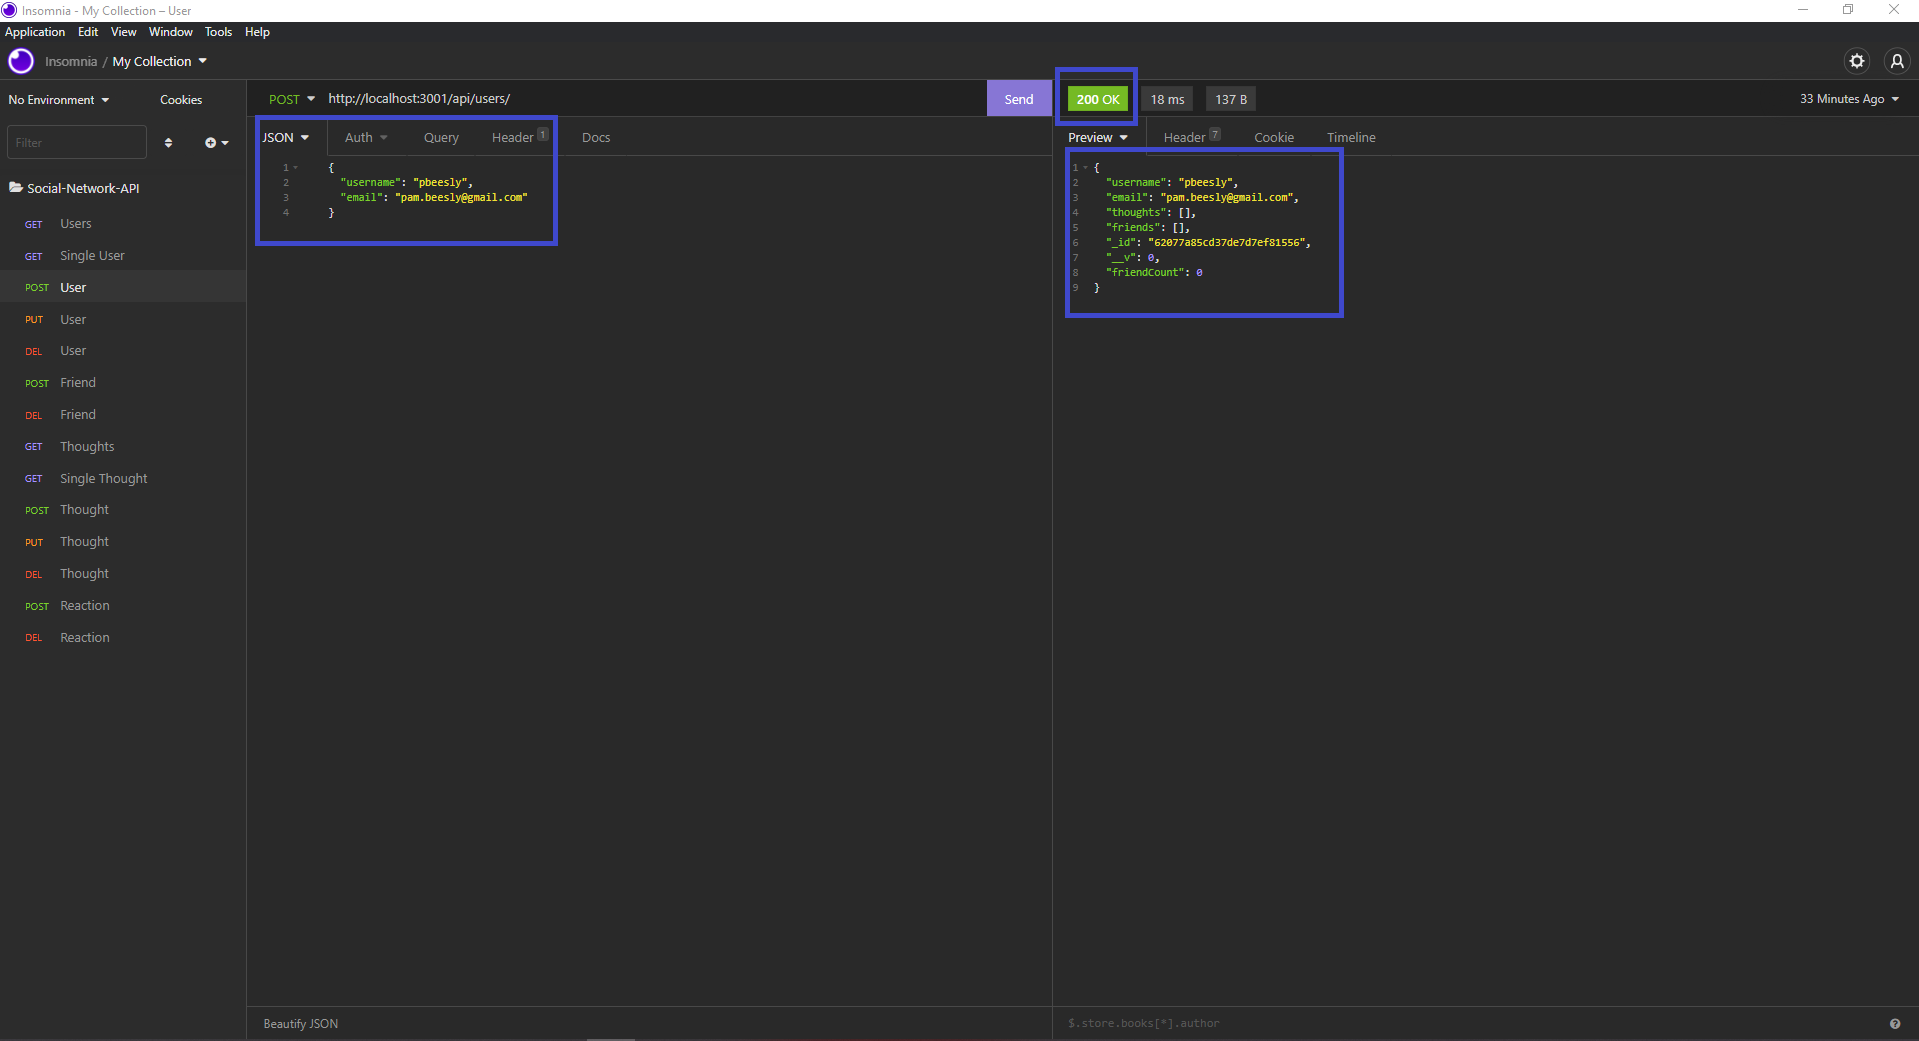 Insomnia - My Collection – User
Application Edit View Window Tools Help
Insomnia / My Collection
No Environment Cookies
POST http://localhost:3001/api/users/ Send
200 OK 18 ms 137 B 33 Minutes Ago
Filter
JSON Auth Query Header 1 Docs
Preview Header 7 Cookie Timeline
Social-Network-API
GET Users
GET Single User
POST User
PUT User
DEL User
POST Friend
DEL Friend
GET Thoughts
GET Single Thought
POST Thought
PUT Thought
DEL Thought
POST Reaction
DEL Reaction
1 {
2 "username": "pbeesly",
3 "email": "pam.beesly@gmail.com"
4 }
1 {
2 "username": "pbeesly",
3 "email": "pam.beesly@gmail.com",
4 "thoughts": [],
5 "friends": [],
6 "_id": "62077a85cd37de7d7ef81556",
7 "__v": 0,
8 "friendCount": 0
9 }
Beautify JSON
$.store.books[*].author